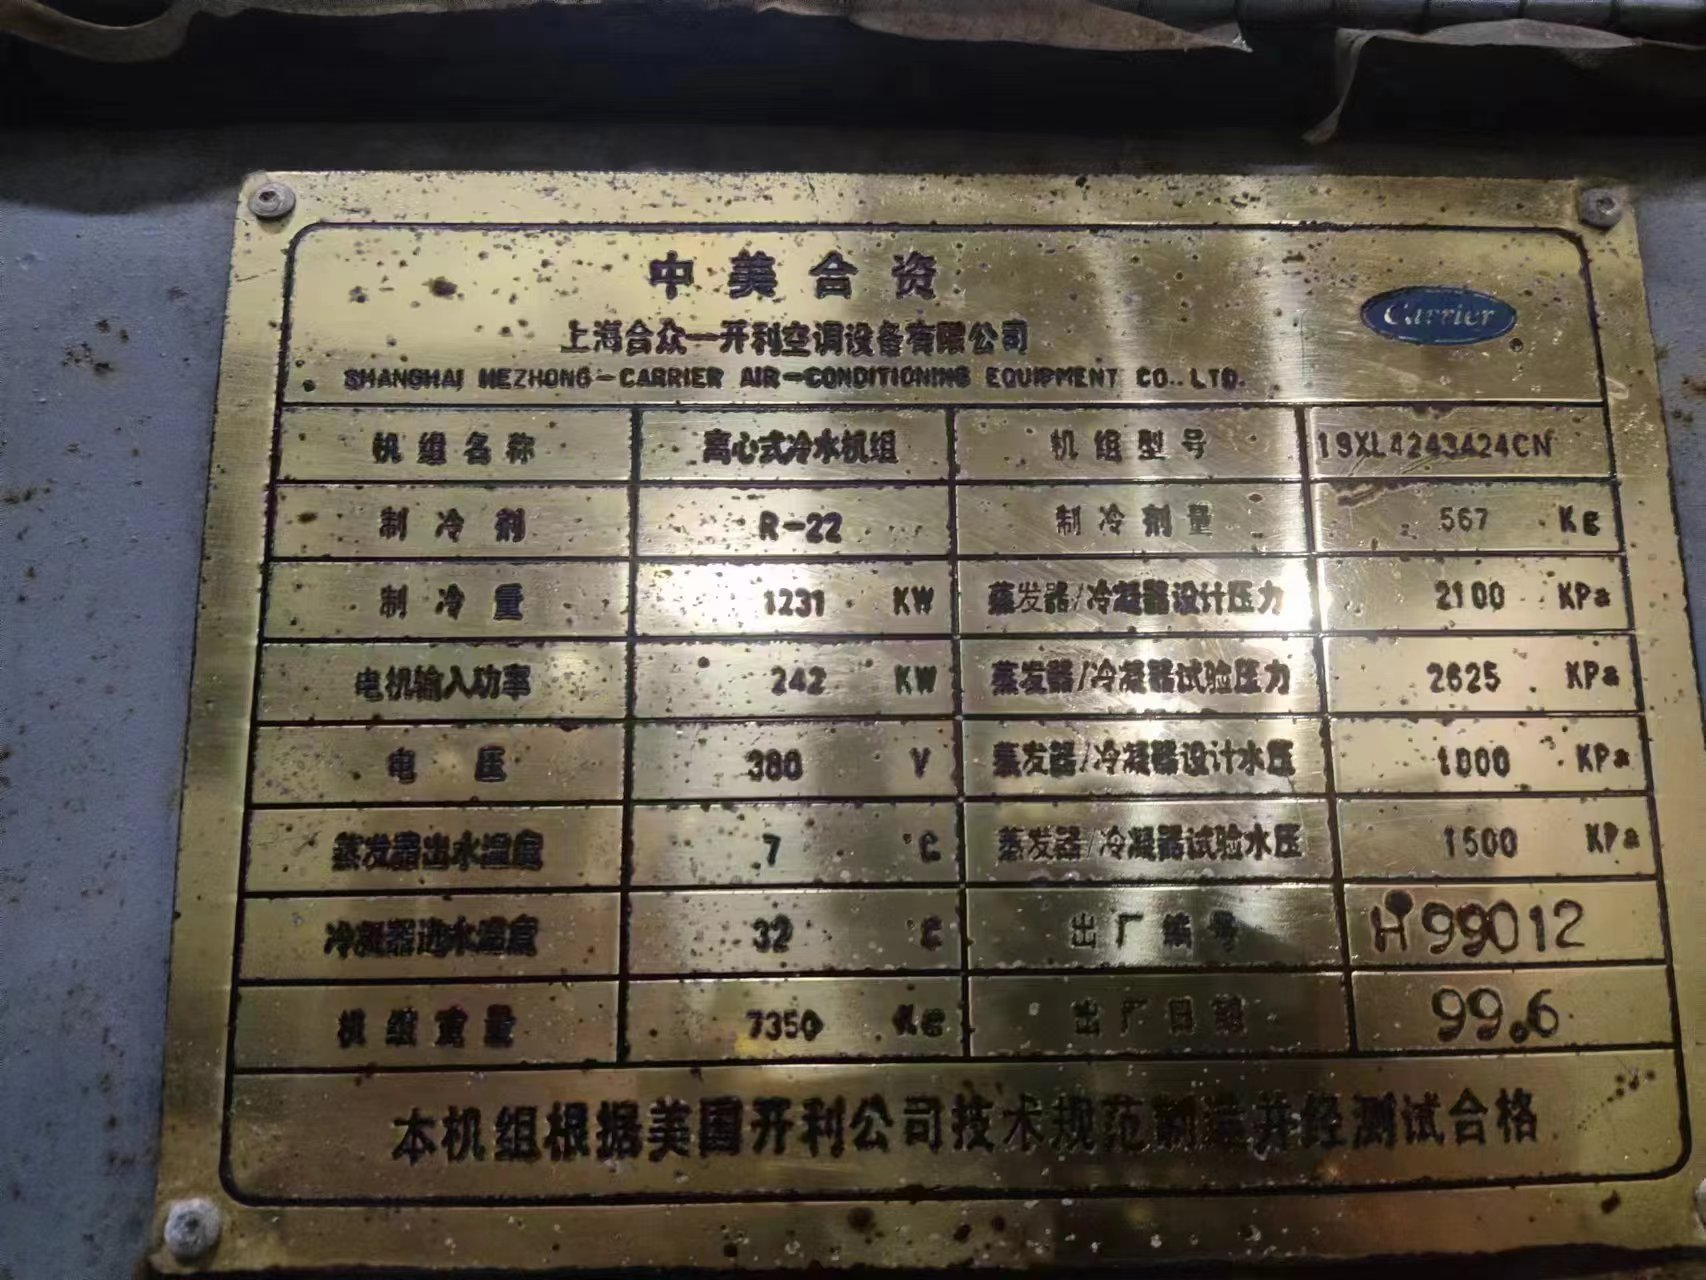 中美合资
Carrier
上海合众—开利空调设备有限公司
SHANGHAI HEZHONG-CARRIER AIR-CONDITIONING EQUIPMENT CO., LTD.
机组名称 离心式冷水机组 机组型号 19XL4243424CN
制冷剂 R-22 制冷剂量 567 Kg
制冷量 1231 KW 蒸发器/冷凝器设计压力 2100 KPa
电机输入功率 242 KW 蒸发器/冷凝器试验压力 2625 KPa
电压 380 V 蒸发器/冷凝器设计水压 1000 KPa
蒸发器出水温度 7 °C 蒸发器/冷凝器试验水压 1500 KPa
冷凝器进水温度 32 °C 出厂编号 H99012
机组重量 7350 Kg 出厂日期 99.6
本机组根据美国开利公司技术规范制造并经测试合格